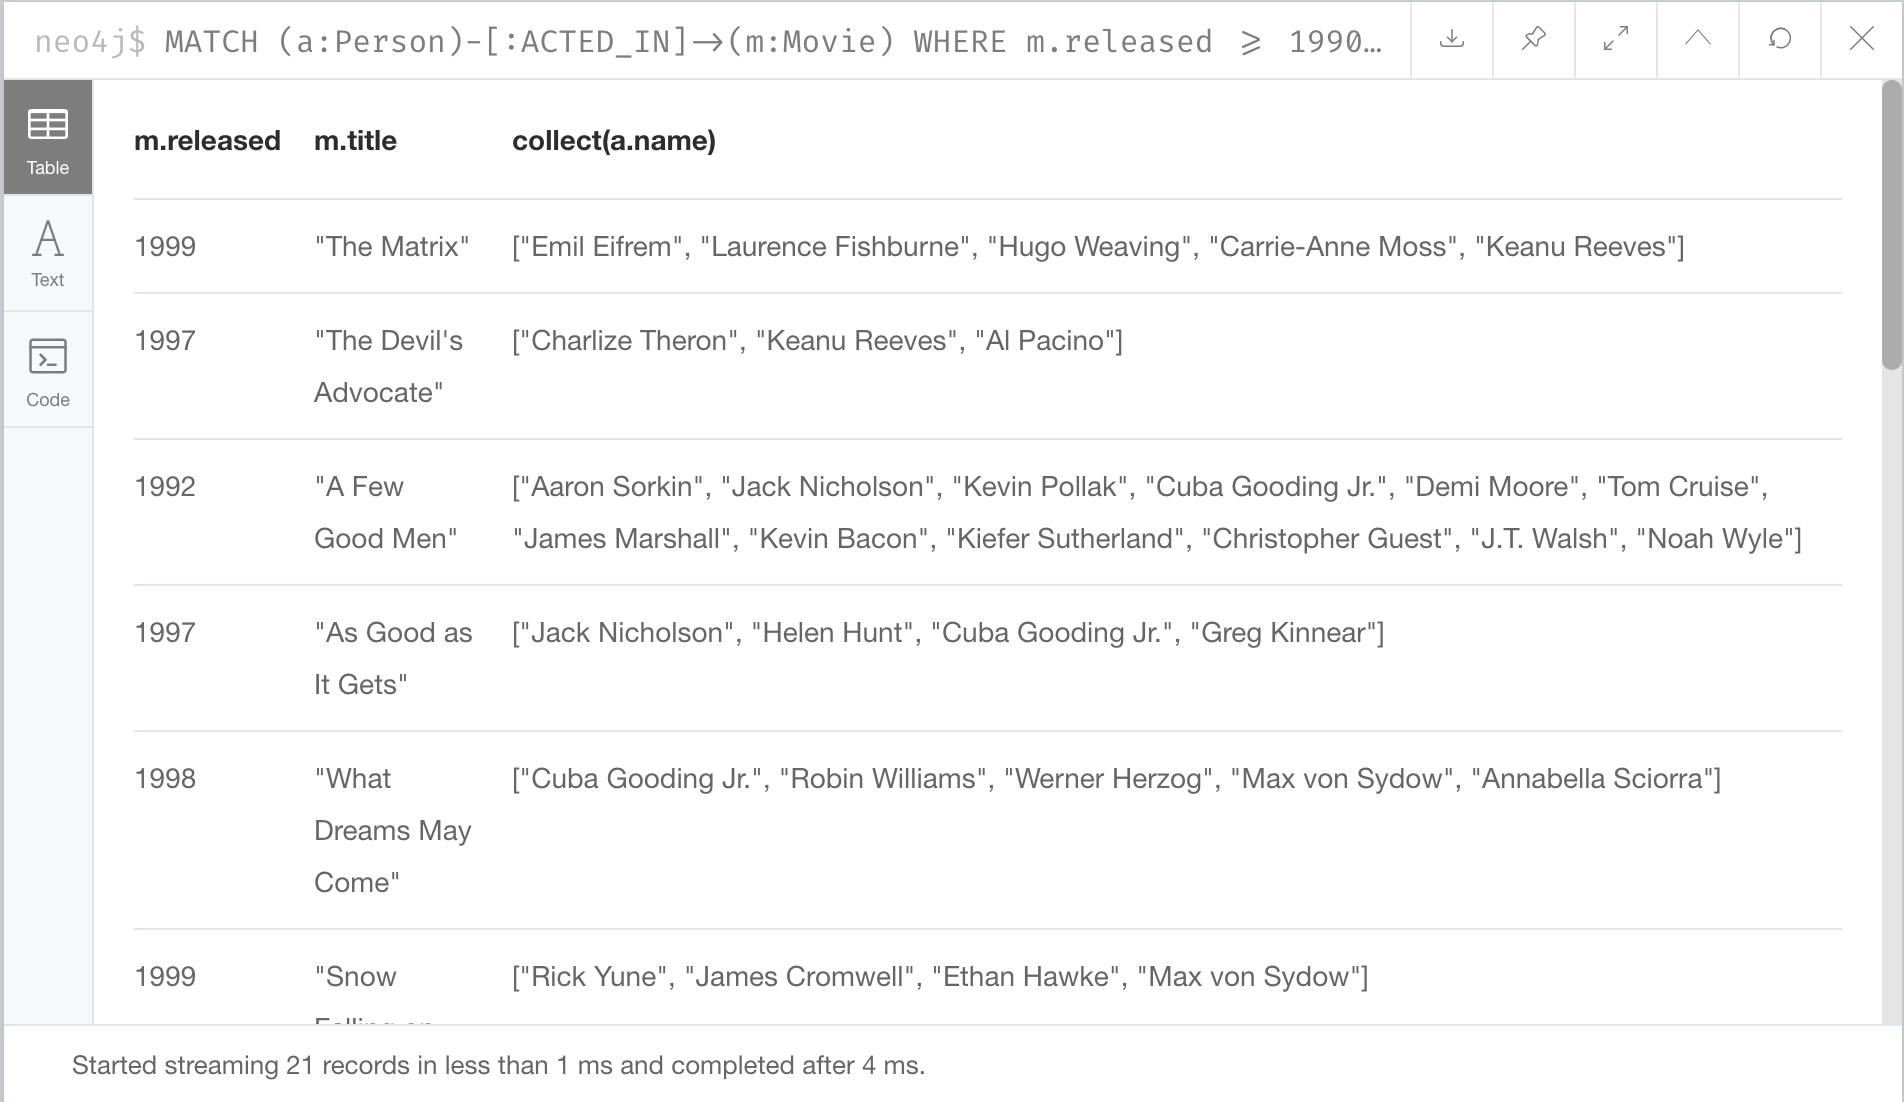 neo4j$ MATCH (a:Person)-[:ACTED_IN]→(m:Movie) WHERE m.released ⩾ 1990…
Table
Text
Code
m.released m.title collect(a.name)
1999 "The Matrix" ["Emil Eifrem", "Laurence Fishburne", "Hugo Weaving", "Carrie-Anne Moss", "Keanu Reeves"]
1997 "The Devil's ["Charlize Theron", "Keanu Reeves", "Al Pacino"]
Advocate"
1992 "A Few ["Aaron Sorkin", "Jack Nicholson", "Kevin Pollak", "Cuba Gooding Jr.", "Demi Moore", "Tom Cruise",
Good Men" "James Marshall", "Kevin Bacon", "Kiefer Sutherland", "Christopher Guest", "J.T. Walsh", "Noah Wyle"]
1997 "As Good as ["Jack Nicholson", "Helen Hunt", "Cuba Gooding Jr.", "Greg Kinnear"]
It Gets"
1998 "What ["Cuba Gooding Jr.", "Robin Williams", "Werner Herzog", "Max von Sydow", "Annabella Sciorra"]
Dreams May
Come"
1999 "Snow ["Rick Yune", "James Cromwell", "Ethan Hawke", "Max von Sydow"]
Started streaming 21 records in less than 1 ms and completed after 4 ms.